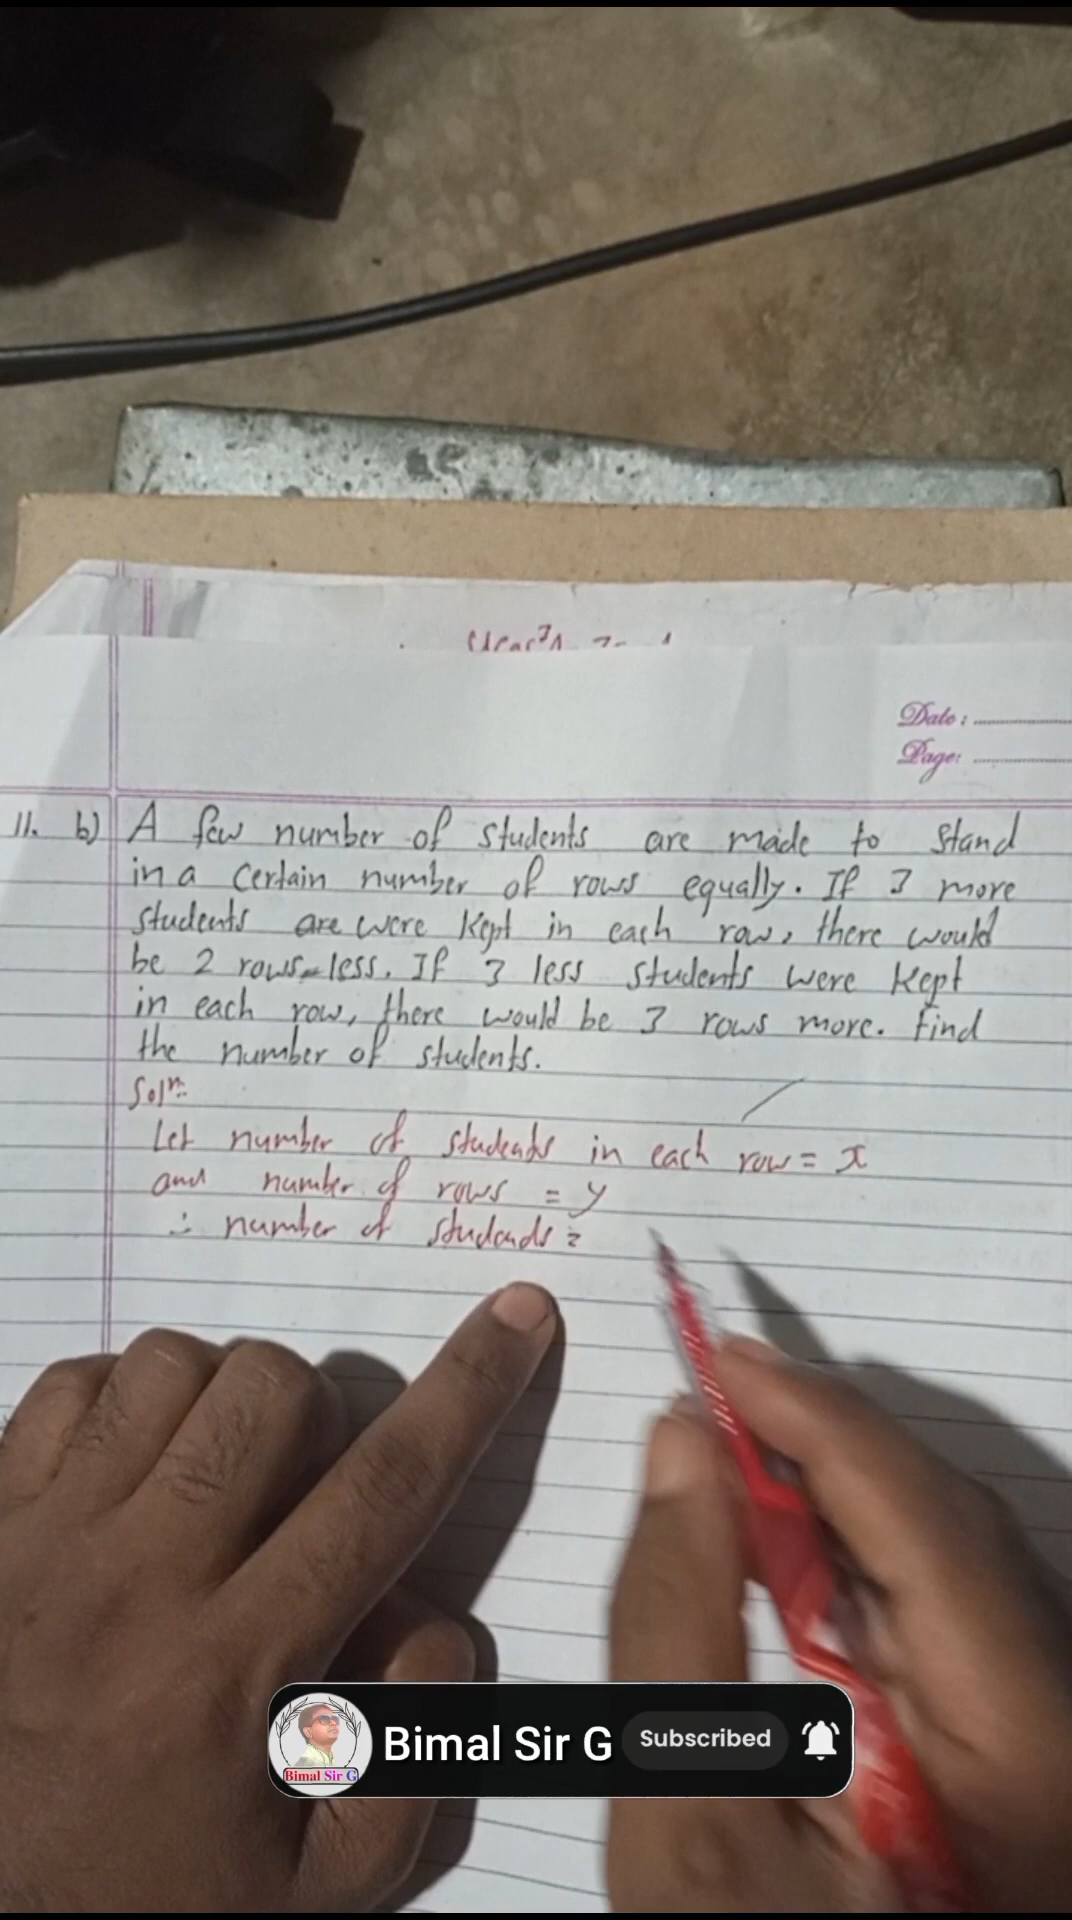 Date:
Page:
11. b) A few number of students are made to stand
in a certain number of rows equally. If 3 more
students are were kept in each row, there would
be 2 rows less. If 3 less students were kept
in each row, there would be 3 rows more. Find
the number of students.
Solⁿ:
Let number of students in each row = x
and number of rows = y
∴ number of students =
Bimal Sir G
Bimal Sir G
Subscribed